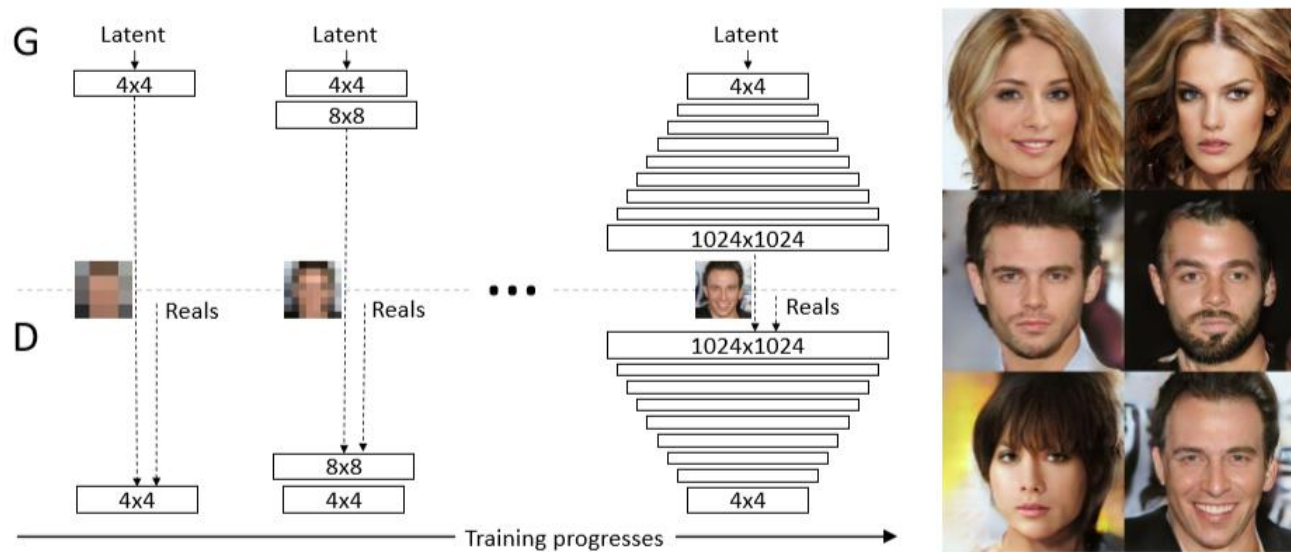 G
Latent
4x4
Latent
4x4
8x8
Latent
4x4
1024x1024
Reals
Reals
Reals
D
1024x1024
8x8
4x4
4x4
4x4
Training progresses